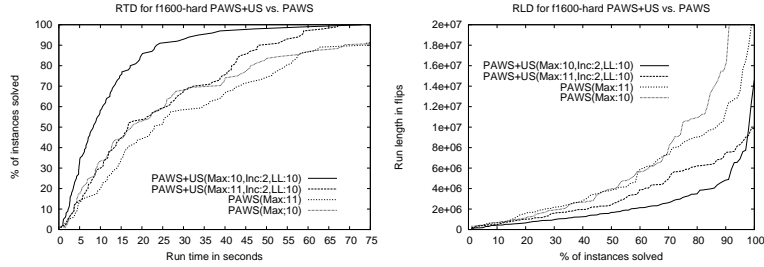 RTD for f1600-hard PAWS+US vs. PAWS
100
90
80
70
60
50
40
30
20
10
0
% of instances solved
PAWS+US(Max:10,Inc:2,LL:10)
PAWS+US(Max:11,Inc:2,LL:10)
PAWS(Max:11)
PAWS(Max;10)
0 5 10 15 20 25 30 35 40 45 50 55 60 65 70 75
Run time in seconds
RLD for f1600-hard PAWS+US vs. PAWS
2e+07
1.8e+07
1.6e+07
1.4e+07
1.2e+07
1e+07
8e+06
6e+06
4e+06
2e+06
0
Run length in flips
PAWS+US(Max:10,Inc:2,LL:10)
PAWS+US(Max:11,Inc:2,LL:10)
PAWS(Max:11)
PAWS(Max:10)
0 10 20 30 40 50 60 70 80 90 100
% of instances solved